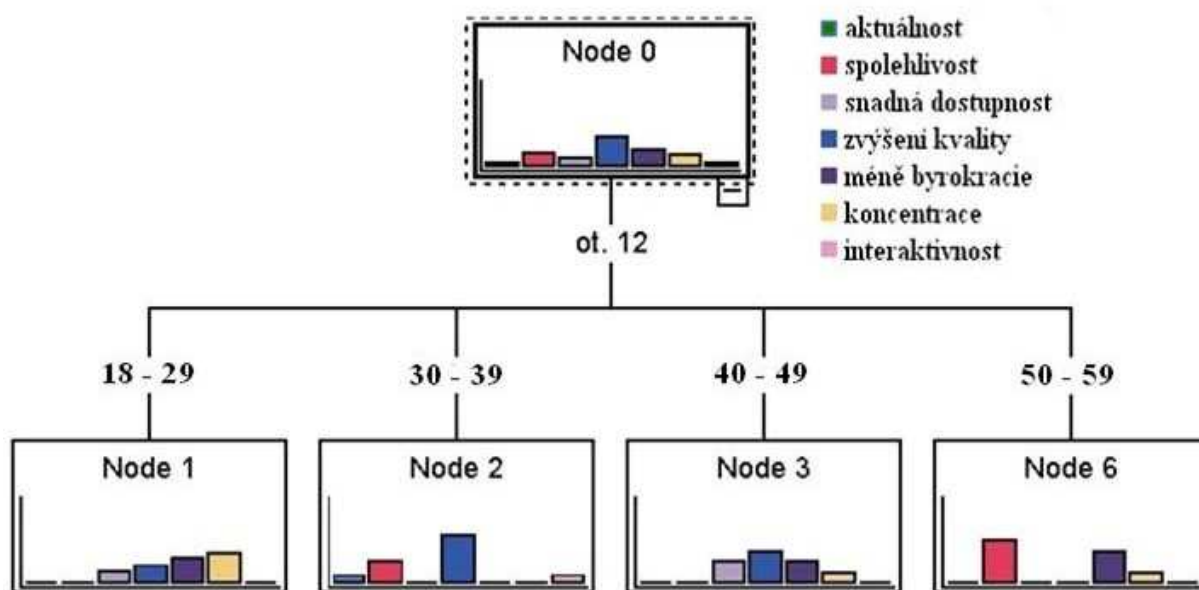 Node 0
aktuálnost
spolehlivost
snadná dostupnost
zvýšeni kvality
méně byrokracie
koncentrace
interaktivnost
ot. 12
18 - 29
30 - 39
40 - 49
50 - 59
Node 1
Node 2
Node 3
Node 6